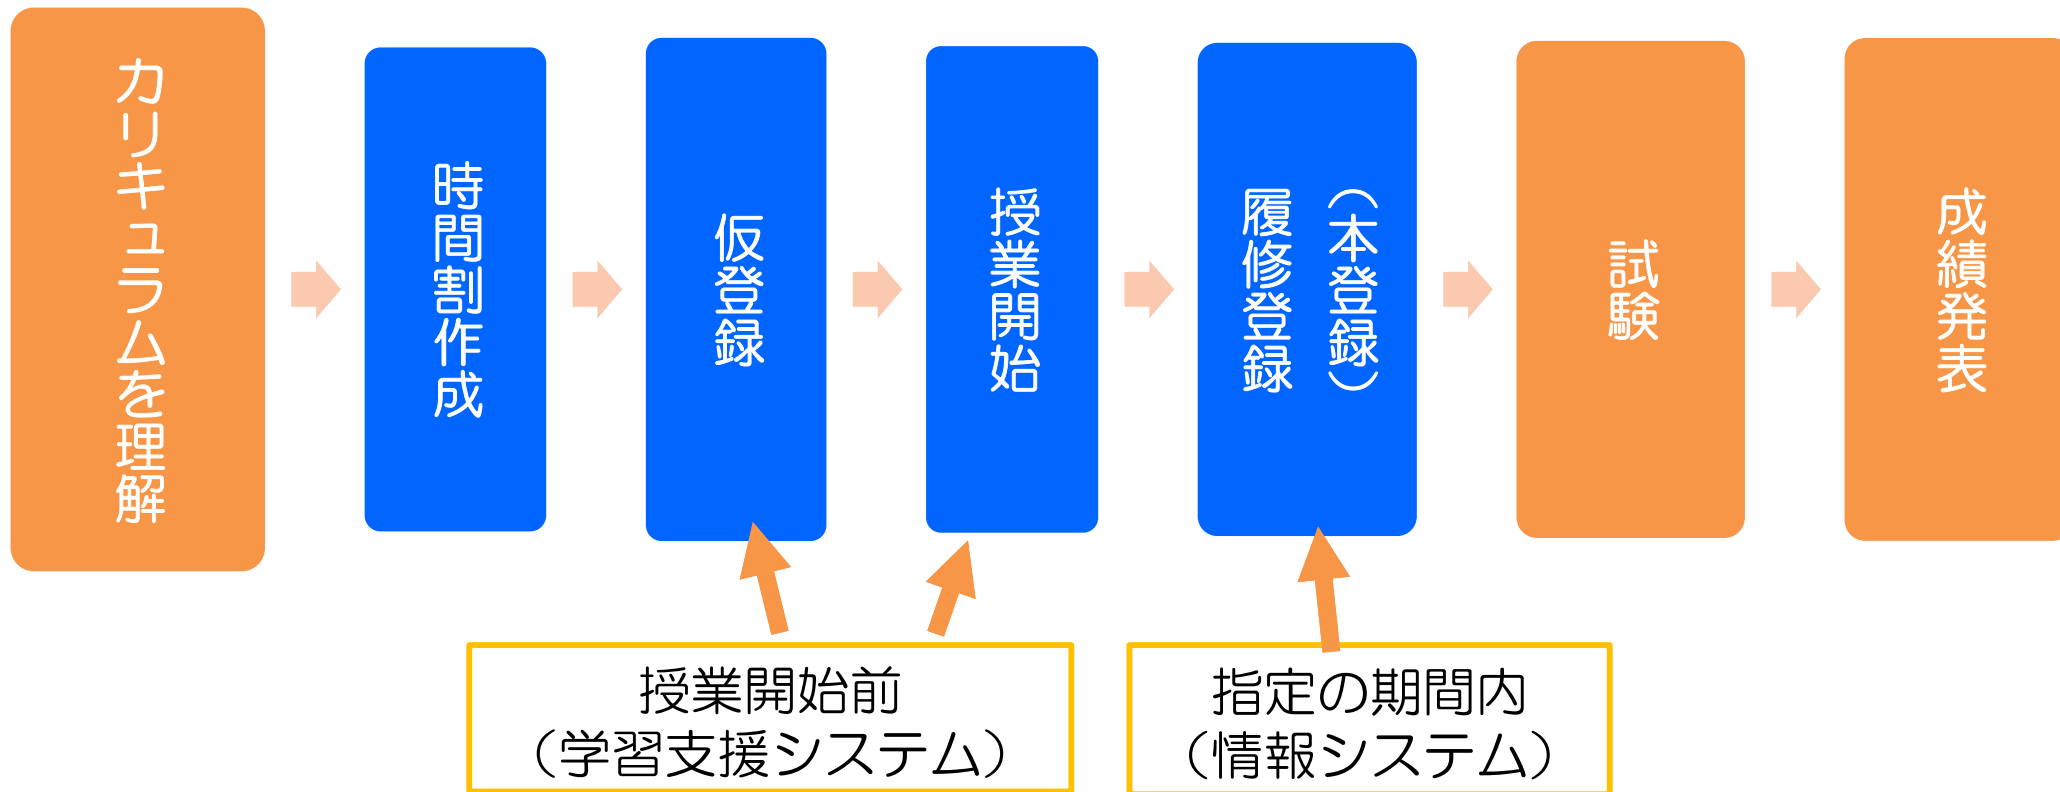 カリキュラムを理解
時間割作成
仮登録
授業開始
履修登録
（本登録）
試験
成績発表
授業開始前
（学習支援システム）
指定の期間内
（情報システム）